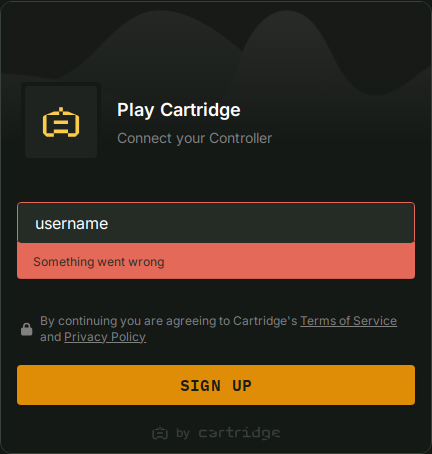 Play Cartridge
Connect your Controller
username
Something went wrong
By continuing you are agreeing to Cartridge's Terms of Service
and Privacy Policy
SIGN UP
by cartridge